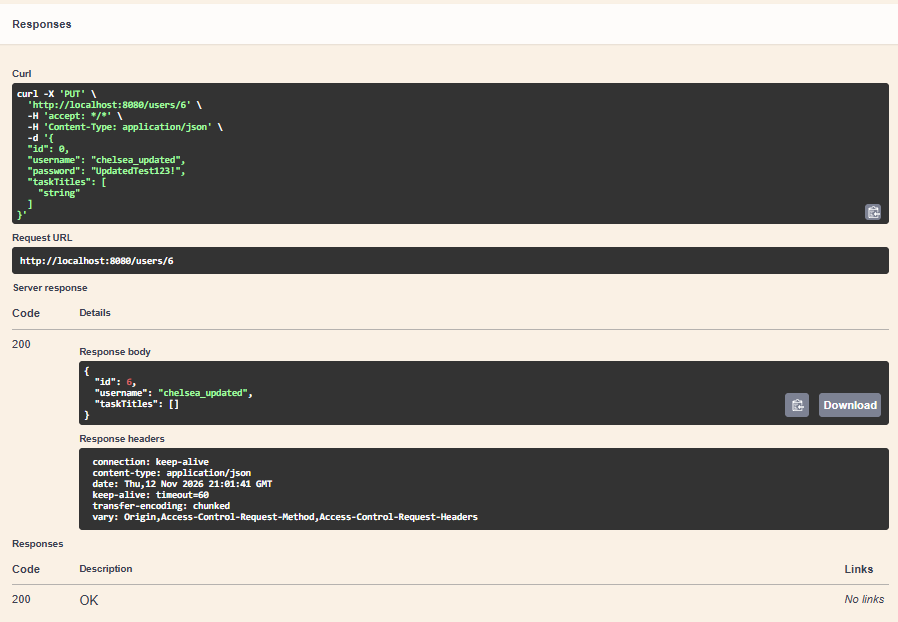 Responses
Curl
curl -X 'PUT' \
  'http://localhost:8080/users/6' \
  -H 'accept: */*' \
  -H 'Content-Type: application/json' \
  -d '{
  "id": 0,
  "username": "chelsea_updated",
  "password": "UpdatedTest123!",
  "taskTitles": [
    "string"
  ]
}'
Request URL
http://localhost:8080/users/6
Server response
Code Details
200
Response body
{
  "id": 6,
  "username": "chelsea_updated",
  "taskTitles": []
}
Download
Response headers
connection: keep-alive
content-type: application/json
date: Thu,12 Nov 2026 21:01:41 GMT
keep-alive: timeout=60
transfer-encoding: chunked
vary: Origin,Access-Control-Request-Method,Access-Control-Request-Headers
Responses
Code Description Links
200 OK No links